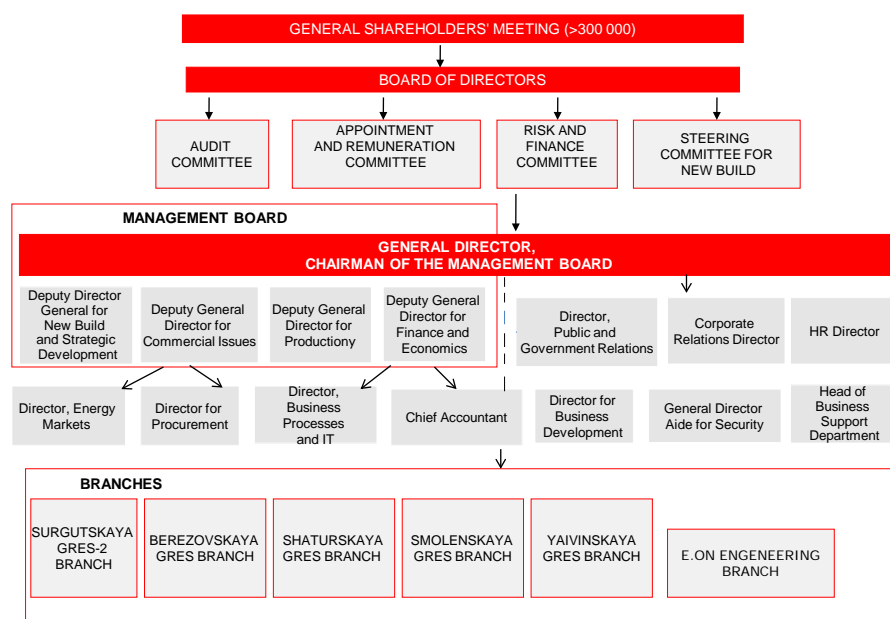 GENERAL SHAREHOLDERS' MEETING (>300 000)
BOARD OF DIRECTORS
AUDIT
COMMITTEE
APPOINTMENT
AND REMUNERATION
COMMITTEE
RISK AND
FINANCE
COMMITTEE
STEERING
COMMITTEE FOR
NEW BUILD
MANAGEMENT BOARD
GENERAL DIRECTOR,
CHAIRMAN OF THE MANAGEMENT BOARD
Deputy Director
General for
New Build
and Strategic
Development
Deputy General
Director for
Commercial Issues
Deputy General
Director for
Productiony
Deputy General
Director for
Finance and
Economics
Director,
Public and
Government Relations
Corporate
Relations Director
HR Director
Director, Energy
Markets
Director for
Procurement
Director,
Business
Processes
and IT
Chief Accountant
Director for
Business
Development
General Director
Aide for Security
Head of
Business
Support
Department
BRANCHES
SURGUTSKAYA
GRES-2
BRANCH
BEREZOVSKAYA
GRES BRANCH
SHATURSKAYA
GRES BRANCH
SMOLENSKAYA
GRES BRANCH
YAIVINSKAYA
GRES BRANCH
E.ON ENGENEERING
BRANCH